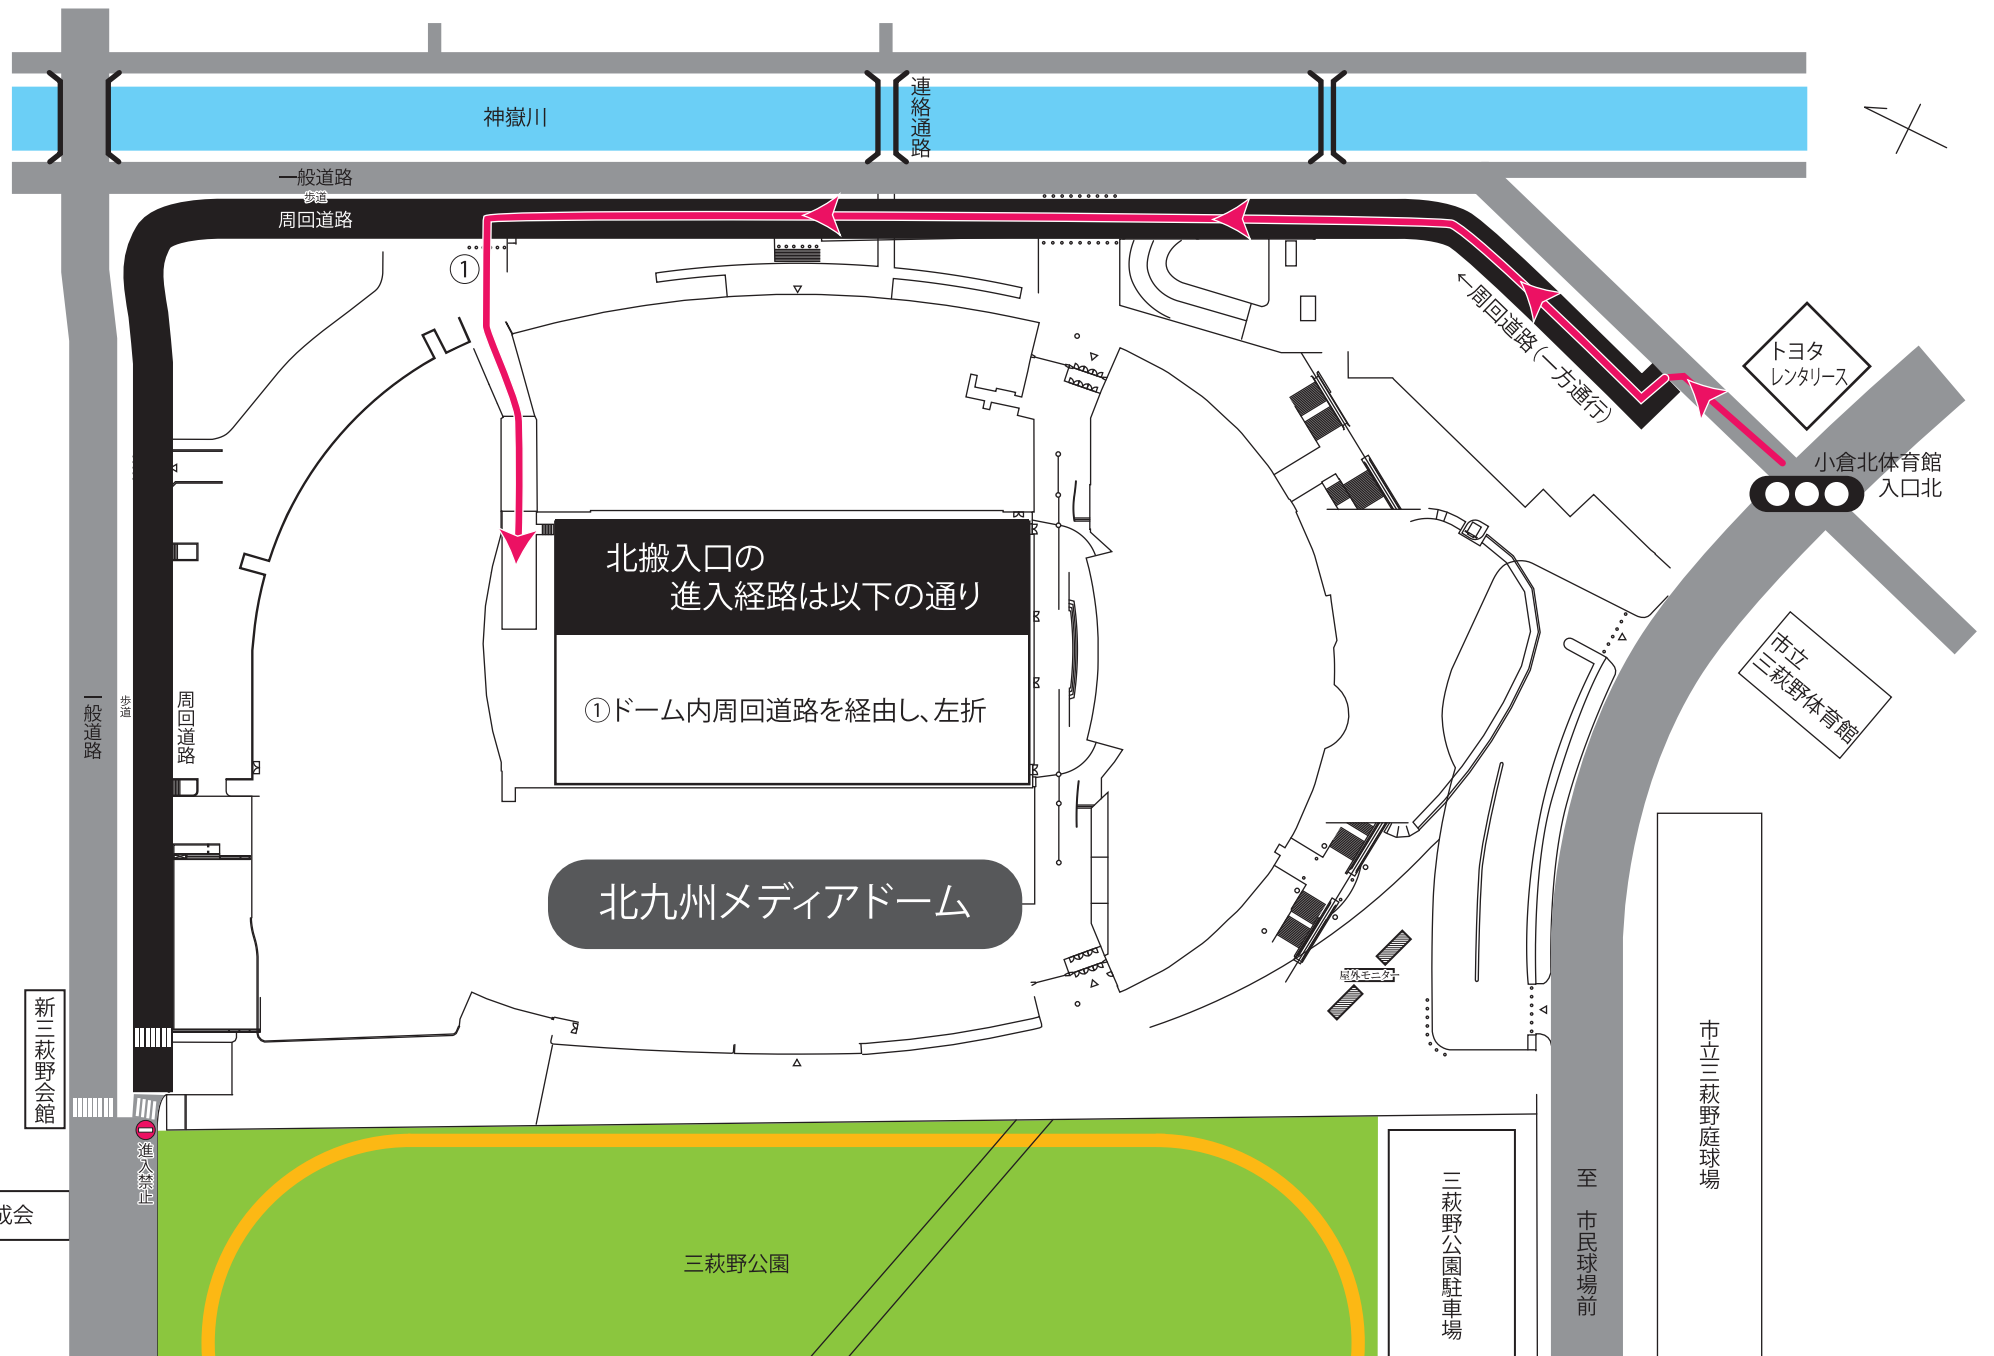 神嶽川
連絡通路
一般道路
歩道
周回道路
①
←周回道路(一方通行)
トヨタ
レンタリース
小倉北体育館
入口北
北搬入口の
進入経路は以下の通り
①ドーム内周回道路を経由し、左折
市立
三萩野体育館
一般道路
歩道
周回道路
北九州メディアドーム
屋外モニター
新三萩野会館
進入禁止
成会
三萩野公園
三萩野公園駐車場
至 市民球場前
市立三萩野庭球場